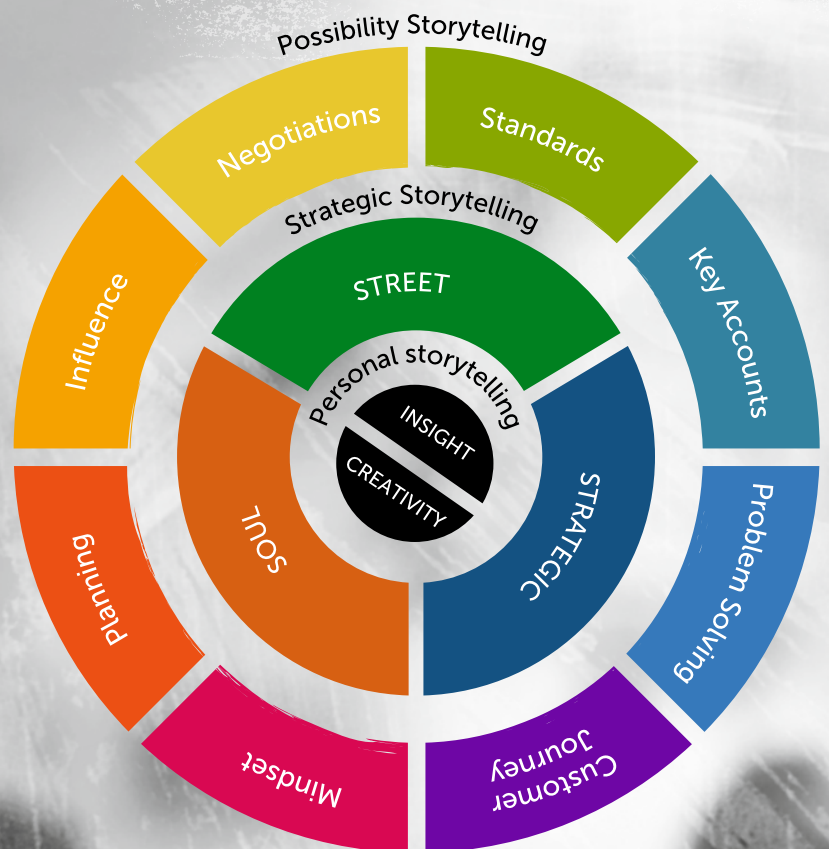 Possibility Storytelling
Negotiations
Standards
Key Accounts
Problem Solving
Customer
Journey
Mindset
Planning
Influence
Strategic Storytelling
STREET
STRATEGIC
SOUL
Personal storytelling
INSIGHT
CREATIVITY